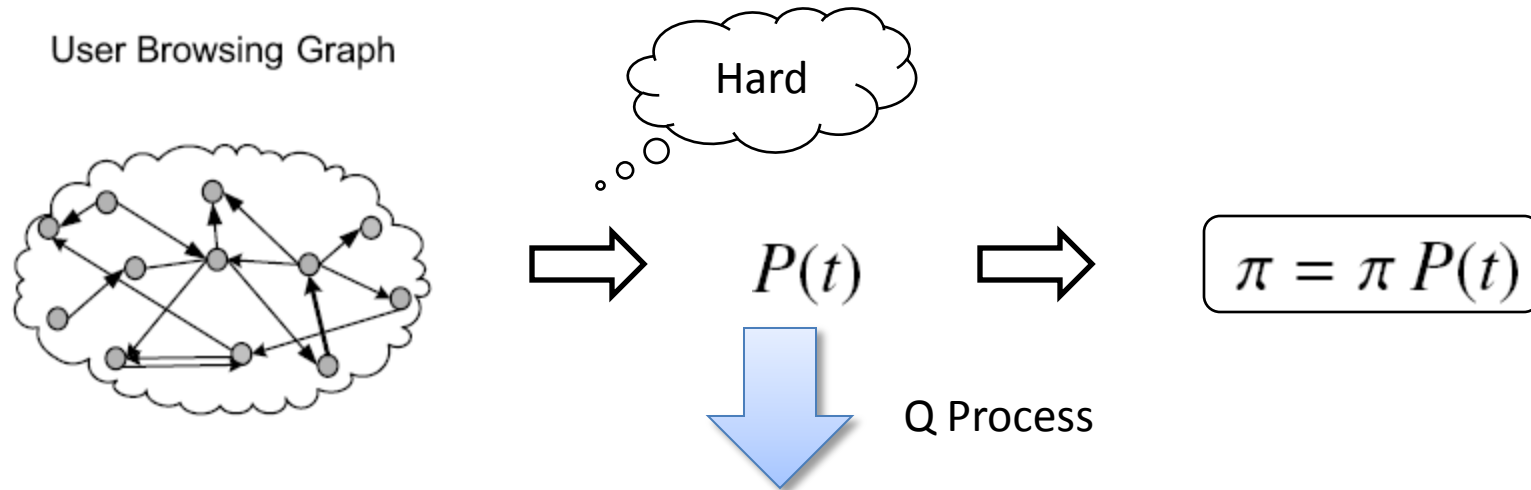 User Browsing Graph
Hard
P(t)
π = π P(t)
Q Process